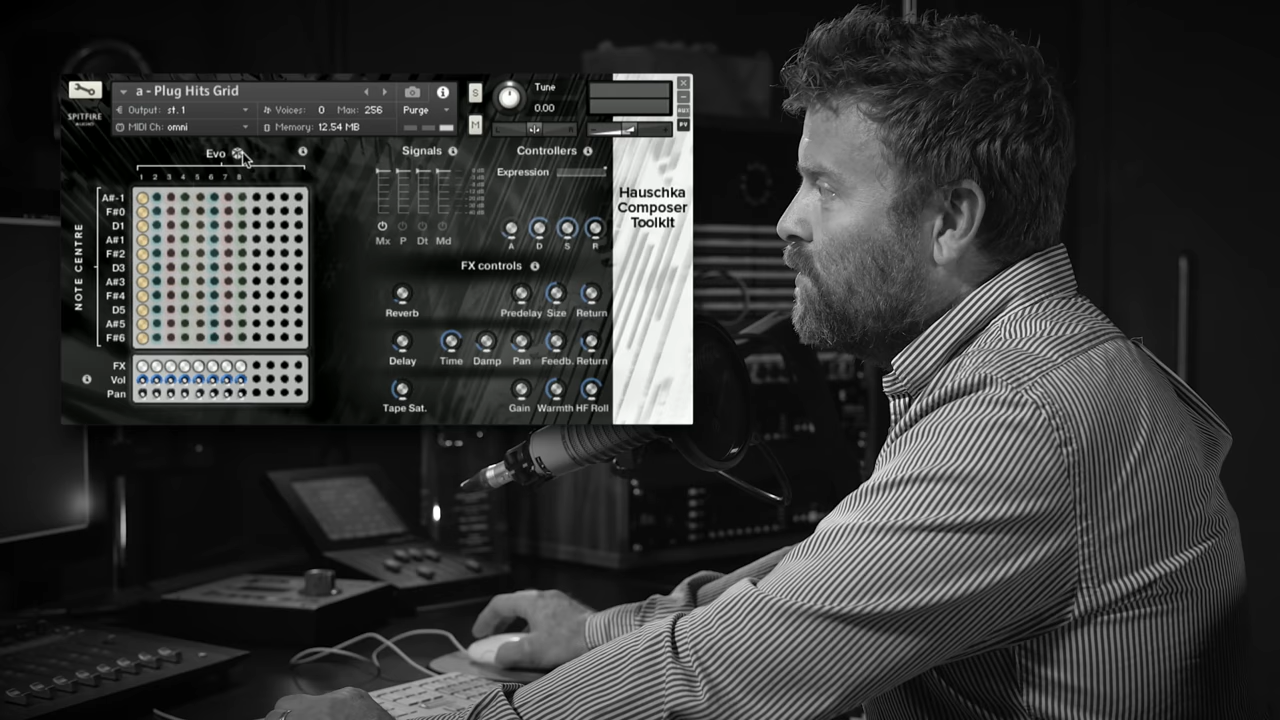 a - Plug Hits Grid
Output: st. 1
Voices: 0 Max: 256
Purge
MIDI Ch: omni
Memory: 12.54 MB
SPITFIRE
S
M
Tune
0.00
L R
- +
×
-
AUX
PV
Evo
1 2 3 4 5 6 7 8
NOTE CENTRE
A#-1
F#0
D1
A#1
F#2
D3
A#3
F#4
D5
A#5
F#6
FX
Vol
Pan
Signals
Mx P Dt Md
Controllers
Expression
A D S R
FX controls
Reverb Predelay Size Return
Delay Time Damp Pan Feedb. Return
Tape Sat. Gain Warmth HF Roll
Hauschka
Composer
Toolkit